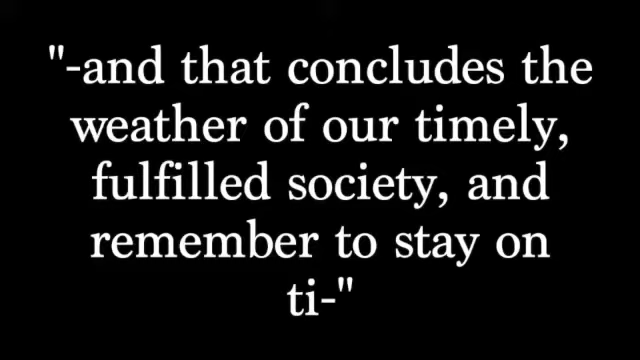 "-and that concludes the
weather of our timely,
fulfilled society, and
remember to stay on
ti-"